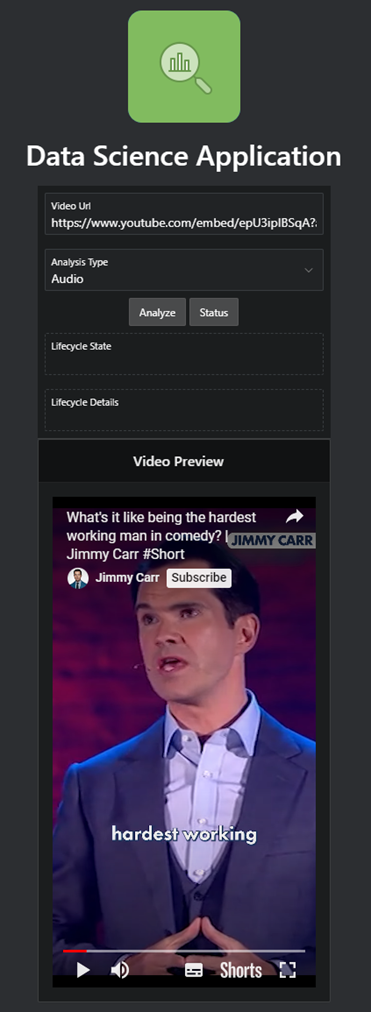 Data Science Application
Video Url
https://www.youtube.com/embed/epU3ipIBSqA?
Analysis Type
Audio
Analyze Status
Lifecycle State
Lifecycle Details
Video Preview
What's it like being the hardest
working man in comedy? |
JIMMY CARR
Jimmy Carr #Short
Jimmy Carr Subscribe
hardest working
Shorts